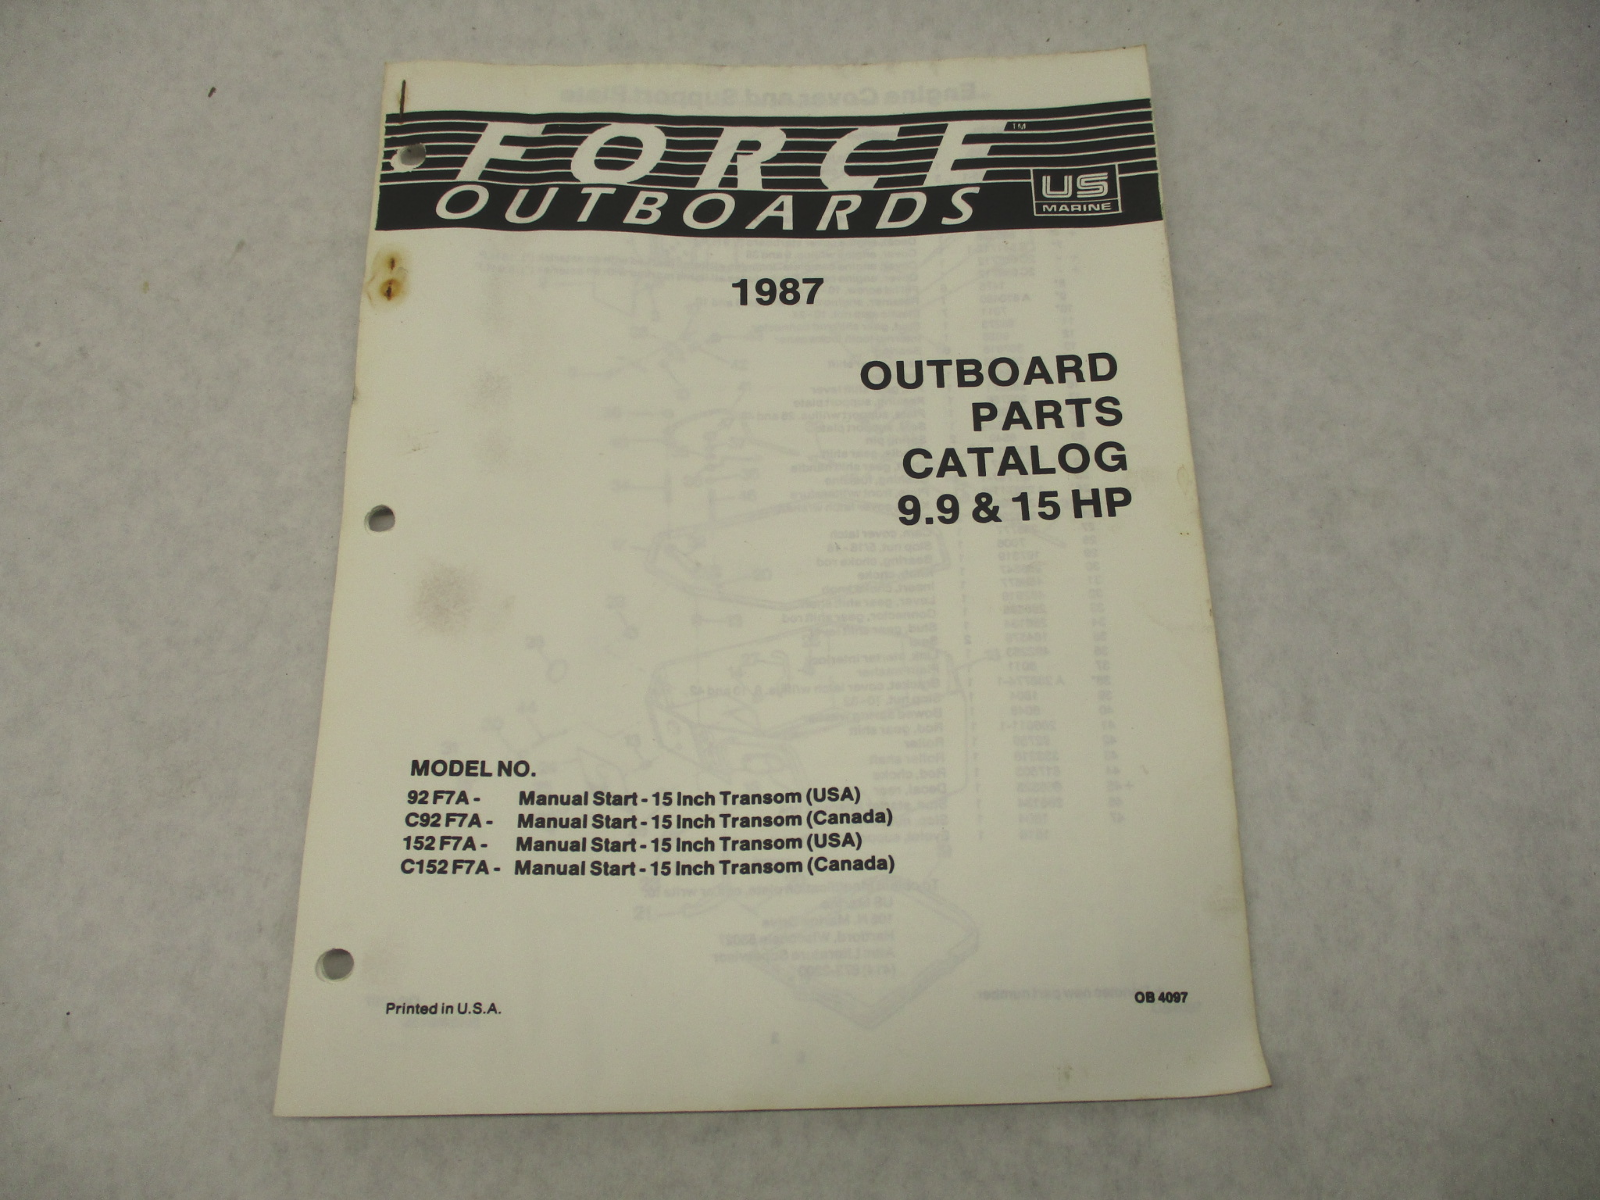 FORCE™
OUTBOARDS
US
MARINE
1987
OUTBOARD
PARTS
CATALOG
9.9 & 15 HP
MODEL NO.
92 F7A - Manual Start - 15 Inch Transom (USA)
C92 F7A - Manual Start - 15 Inch Transom (Canada)
152 F7A - Manual Start - 15 Inch Transom (USA)
C152 F7A - Manual Start - 15 Inch Transom (Canada)
Printed in U.S.A.
OB 4097